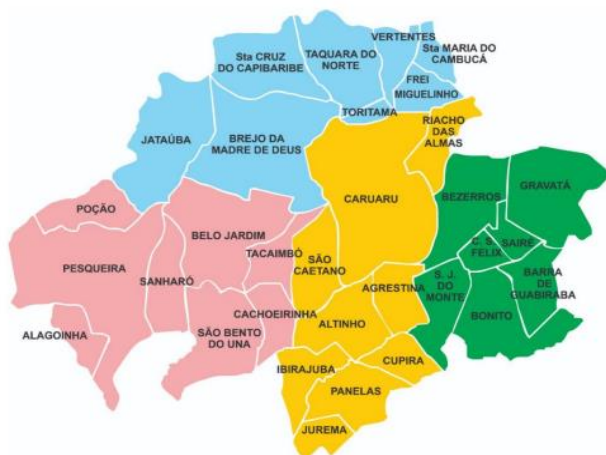 VERTENTES
Sta CRUZ
DO CAPIBARIBE
TAQUARA DO
NORTE
Sta MARIA DO
CAMBUCÁ
FREI
MIGUELINHO
TORITAMA
JATAÚBA
BREJO DA
MADRE DE DEUS
RIACHO
DAS
ALMAS
CARUARU
BEZERROS
GRAVATÁ
POÇÃO
BELO JARDIM
TACAIMBÓ
PESQUEIRA
SANHARÓ
SÃO
CAETANO
C. S.
FELIX
SAIRÉ
S. J.
DO
MONTE
BARRA
DE
GUABIRABA
AGRESTINA
CACHOEIRINHA
ALTINHO
BONITO
ALAGOINHA
SÃO BENTO
DO UNA
CUPIRA
IBIRAJUBA
PANELAS
JUREMA